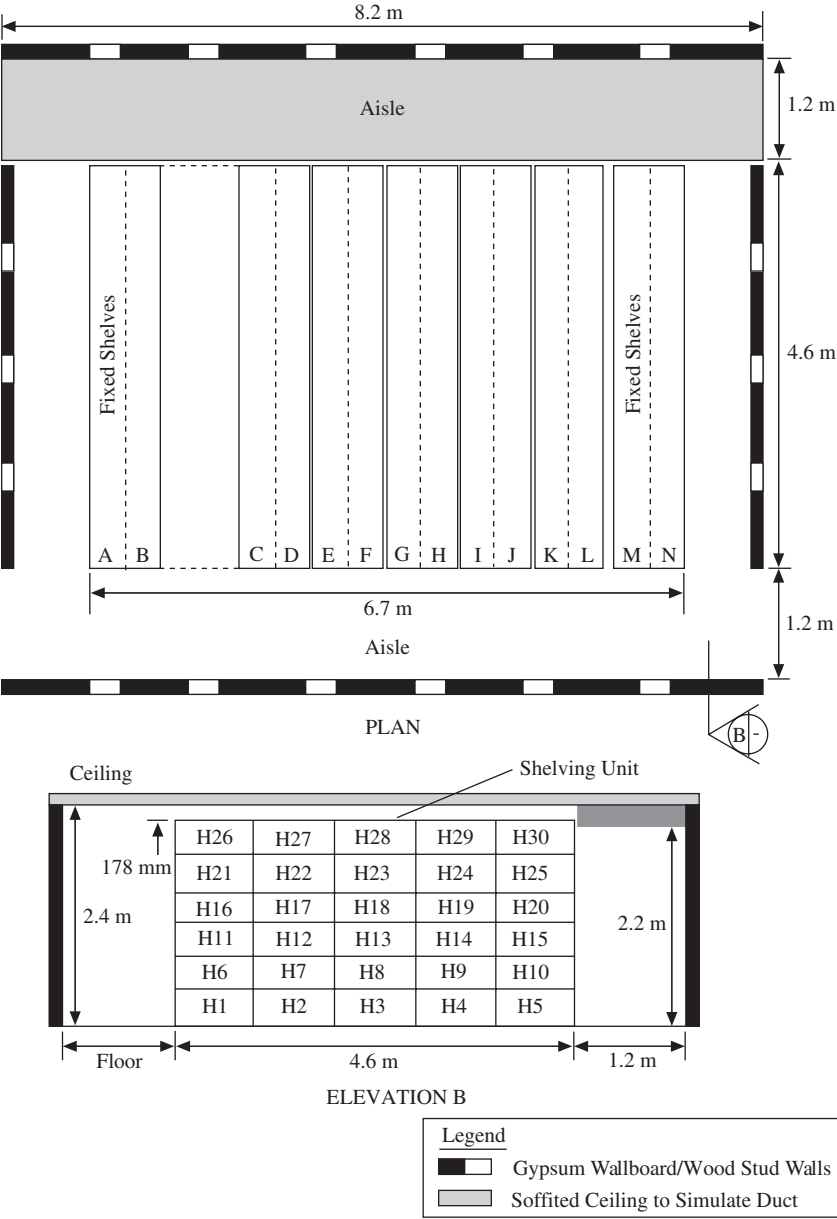 8.2 m
Aisle
1.2 m
Fixed Shelves
Fixed Shelves
4.6 m
A B C D E F G H I J K L M N
6.7 m
1.2 m
Aisle
PLAN
B -
Ceiling
Shelving Unit
H26 H27 H28 H29 H30
178 mm
H21 H22 H23 H24 H25
2.4 m
H16 H17 H18 H19 H20
2.2 m
H11 H12 H13 H14 H15
H6 H7 H8 H9 H10
H1 H2 H3 H4 H5
Floor 4.6 m 1.2 m
ELEVATION B
Legend
Gypsum Wallboard/Wood Stud Walls
Soffited Ceiling to Simulate Duct